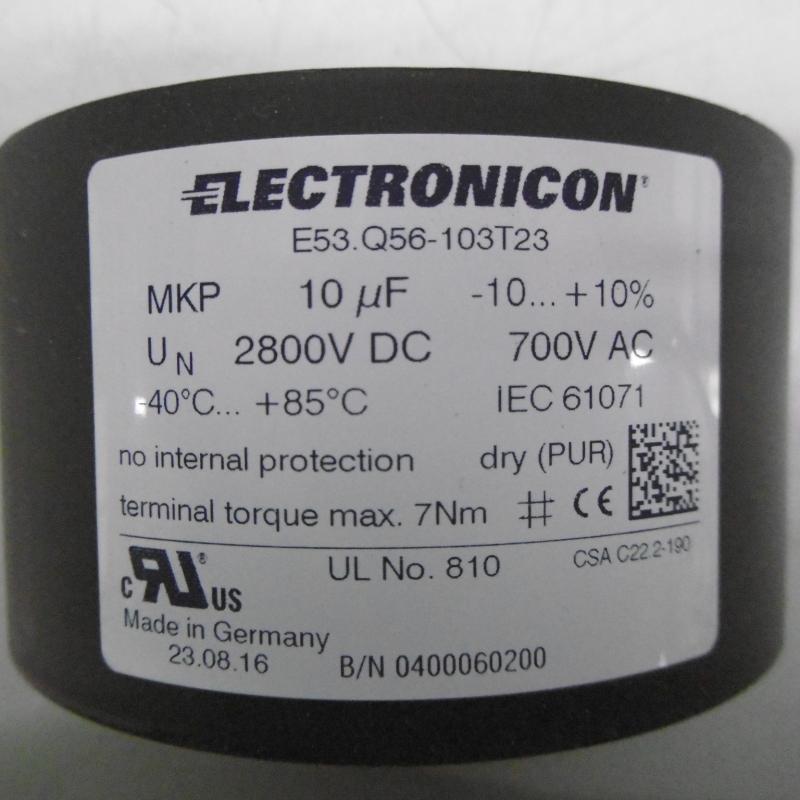 ELECTRONICON®
E53.Q56-103T23
MKP 10 µF -10... +10%
UN 2800V DC 700V AC
-40°C... +85°C IEC 61071
no internal protection dry (PUR)
terminal torque max. 7Nm CE
c RU® US UL No. 810 CSA C22.2-190
Made in Germany
23.08.16 B/N 0400060200